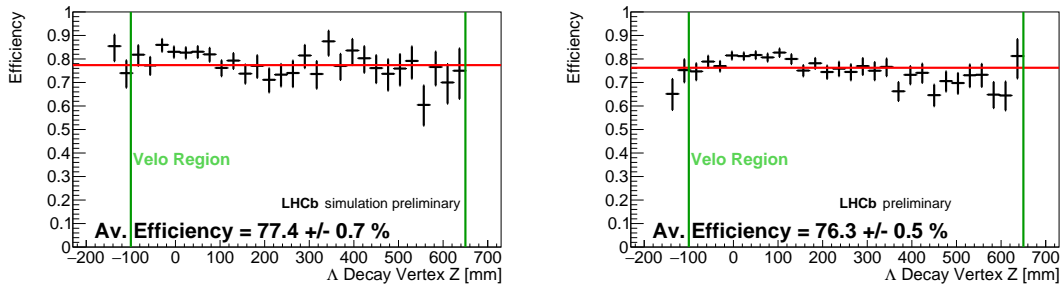 Efficiency
1
0.9
0.8
0.7
0.6
0.5
0.4
0.3
0.2
0.1
0
Velo Region
LHCb simulation preliminary
Av. Efficiency = 77.4 +/- 0.7 %
−200 −100 0 100 200 300 400 500 600 700
Λ Decay Vertex Z [mm]
Efficiency
1
0.9
0.8
0.7
0.6
0.5
0.4
0.3
0.2
0.1
0
Velo Region
LHCb preliminary
Av. Efficiency = 76.3 +/- 0.5 %
−200 −100 0 100 200 300 400 500 600 700
Λ Decay Vertex Z [mm]